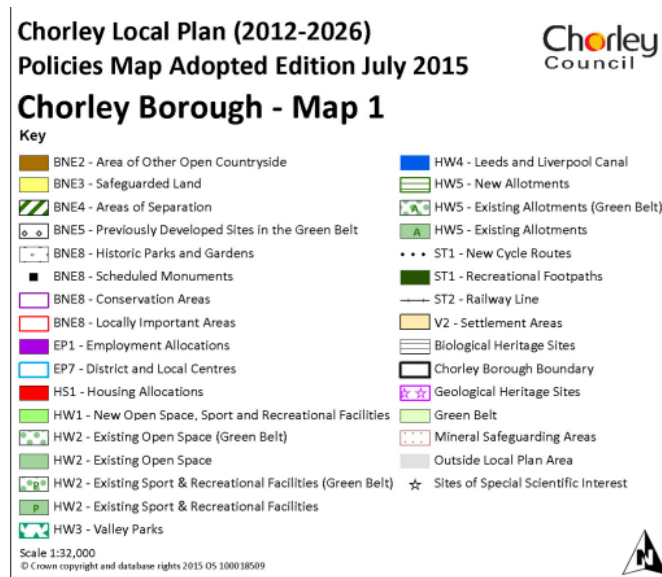 Chorley Local Plan (2012-2026)
Policies Map Adopted Edition July 2015
Chorley Borough - Map 1
Chorley
Council
Key
BNE2 - Area of Other Open Countryside
BNE3 - Safeguarded Land
BNE4 - Areas of Separation
BNE5 - Previously Developed Sites in the Green Belt
BNE8 - Historic Parks and Gardens
BNE8 - Scheduled Monuments
BNE8 - Conservation Areas
BNE8 - Locally Important Areas
EP1 - Employment Allocations
EP7 - District and Local Centres
HS1 - Housing Allocations
HW1 - New Open Space, Sport and Recreational Facilities
HW2 - Existing Open Space (Green Belt)
HW2 - Existing Open Space
P HW2 - Existing Sport & Recreational Facilities (Green Belt)
P HW2 - Existing Sport & Recreational Facilities
HW3 - Valley Parks
HW4 - Leeds and Liverpool Canal
HW5 - New Allotments
A HW5 - Existing Allotments (Green Belt)
A HW5 - Existing Allotments
ST1 - New Cycle Routes
ST1 - Recreational Footpaths
ST2 - Railway Line
V2 - Settlement Areas
Biological Heritage Sites
Chorley Borough Boundary
Geological Heritage Sites
Green Belt
Mineral Safeguarding Areas
Outside Local Plan Area
Sites of Special Scientific Interest
Scale 1:32,000
© Crown copyright and database rights 2015 OS 100018509
N